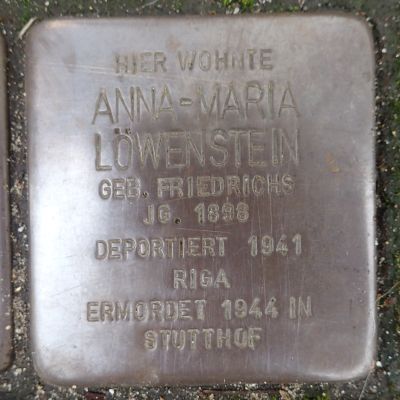 HIER WOHNTE
ANNA-MARIA
LÖWENSTEIN
GEB. FRIEDRICHS
JG. 1898
DEPORTIERT 1941
RIGA
ERMORDET 1944 IN
STUTTHOF